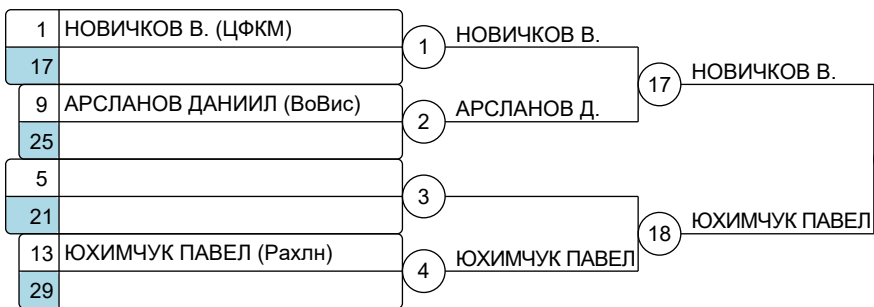 1 НОВИЧКОВ В. (ЦФКМ)
17
1 НОВИЧКОВ В.
9 АРСЛАНОВ ДАНИИЛ (ВоВис)
25
2 АРСЛАНОВ Д.
17 НОВИЧКОВ В.
5
21
3
13 ЮХИМЧУК ПАВЕЛ (Рахлн)
29
4 ЮХИМЧУК ПАВЕЛ
18 ЮХИМЧУК ПАВЕЛ